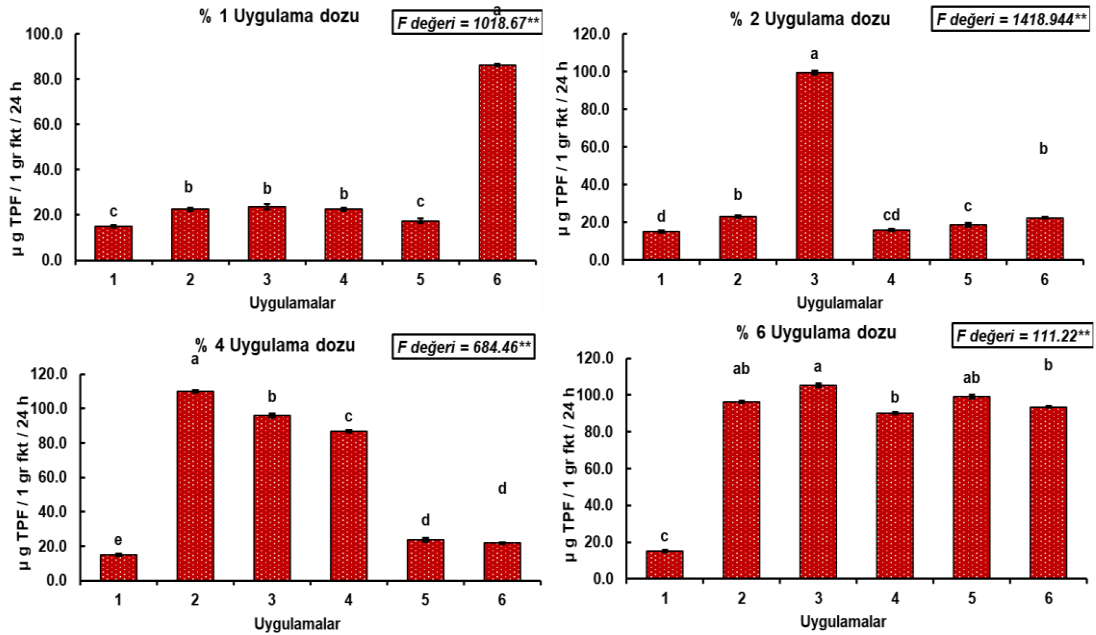 % 1 Uygulama dozu
F değeri = 1018.67**
a
100.0
80.0
60.0
40.0
20.0
0.0
µ g TPF / 1 gr fkt / 24 h
c
b
b
b
c
1 2 3 4 5 6
Uygulamalar
% 2 Uygulama dozu
F değeri = 1418.944**
120.0
100.0
80.0
60.0
40.0
20.0
0.0
µ g TPF / 1 gr fkt / 24 h
d
b
a
cd
c
b
1 2 3 4 5 6
Uygulamalar
% 4 Uygulama dozu
F değeri = 684.46**
120.0
100.0
80.0
60.0
40.0
20.0
0.0
µ g TPF / 1 gr fkt / 24 h
e
a
b
c
d
d
1 2 3 4 5 6
Uygulamalar
% 6 Uygulama dozu
F değeri = 111.22**
120.0
100.0
80.0
60.0
40.0
20.0
0.0
µ g TPF / 1 gr fkt / 24 h
c
ab
a
b
ab
b
1 2 3 4 5 6
Uygulamalar